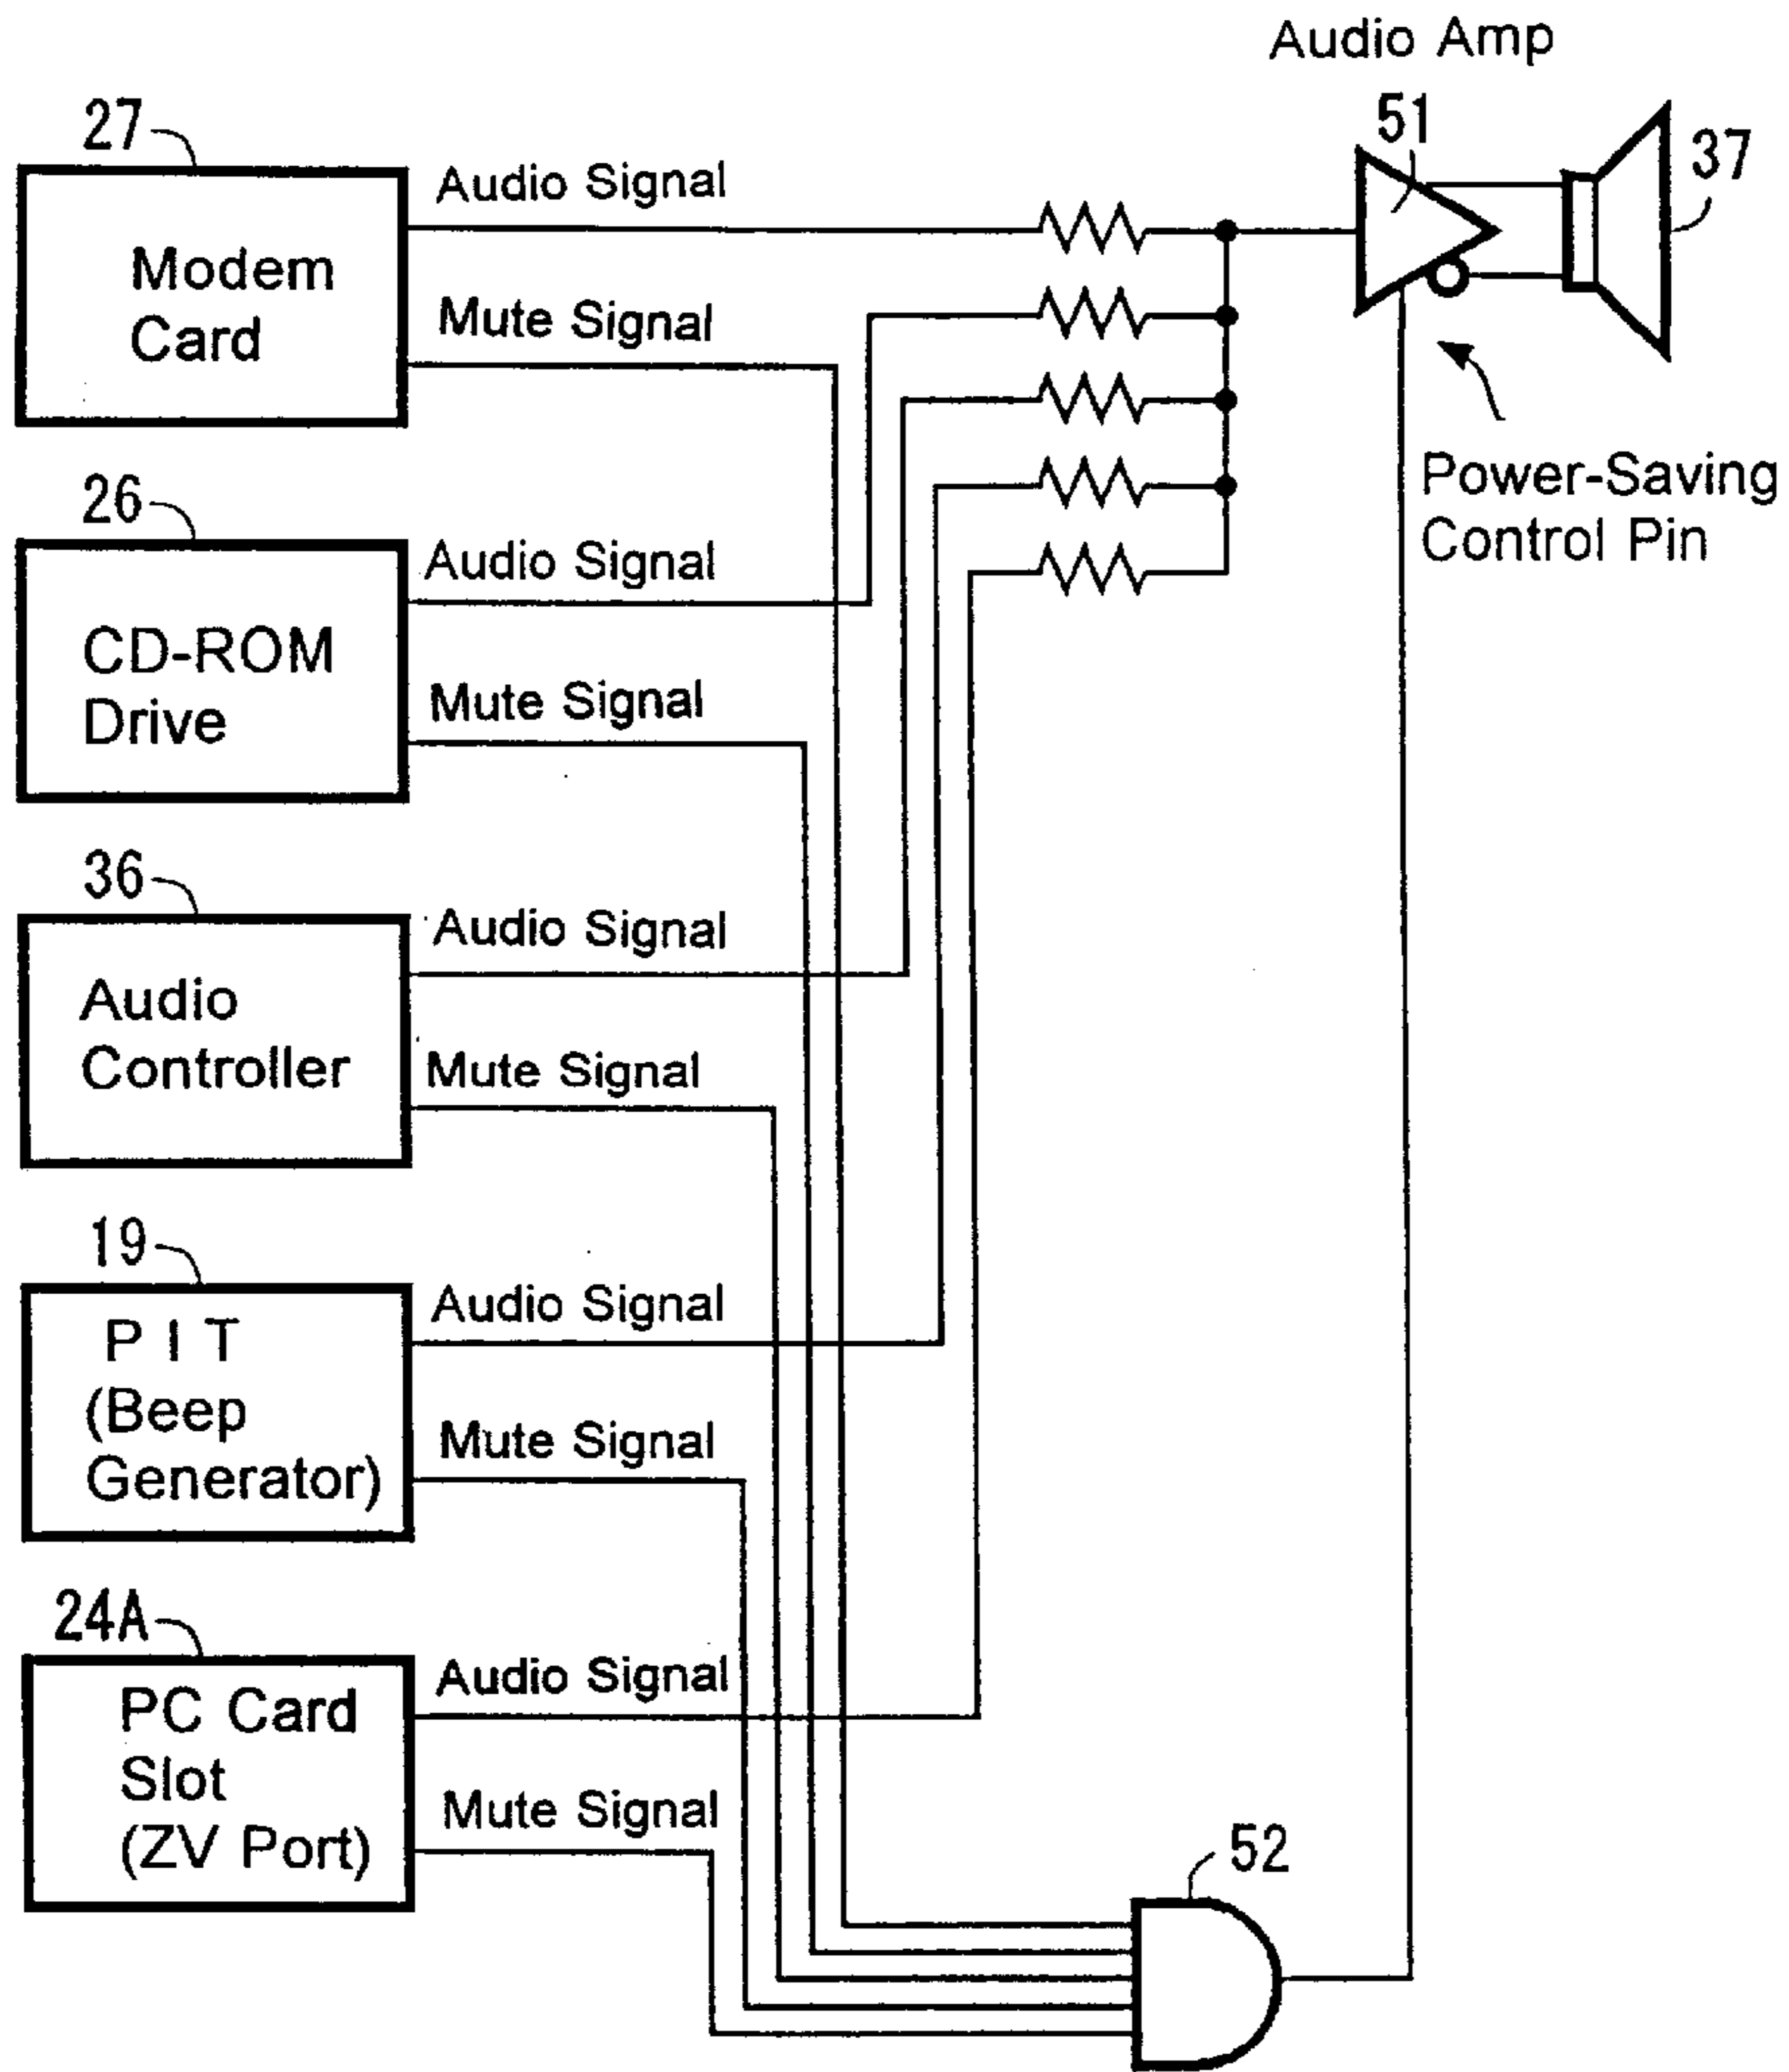 Audio Amp
51
37
27
Modem
Card
Audio Signal
Mute Signal
Power-Saving
Control Pin
26
CD-ROM
Drive
Audio Signal
Mute Signal
36
Audio
Controller
Audio Signal
Mute Signal
19
P I T
(Beep
Generator)
Audio Signal
Mute Signal
24A
PC Card
Slot
(ZV Port)
Audio Signal
Mute Signal
52